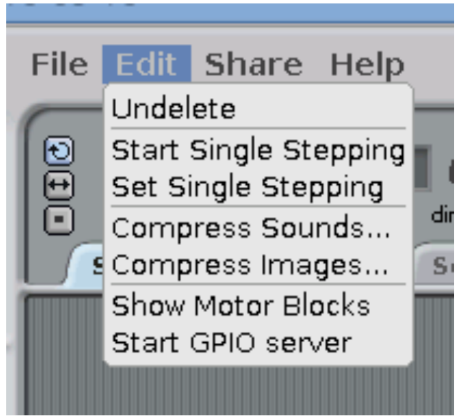 File Edit Share Help
Undelete
Start Single Stepping
Set Single Stepping
Compress Sounds...
Compress Images...
Show Motor Blocks
Start GPIO server